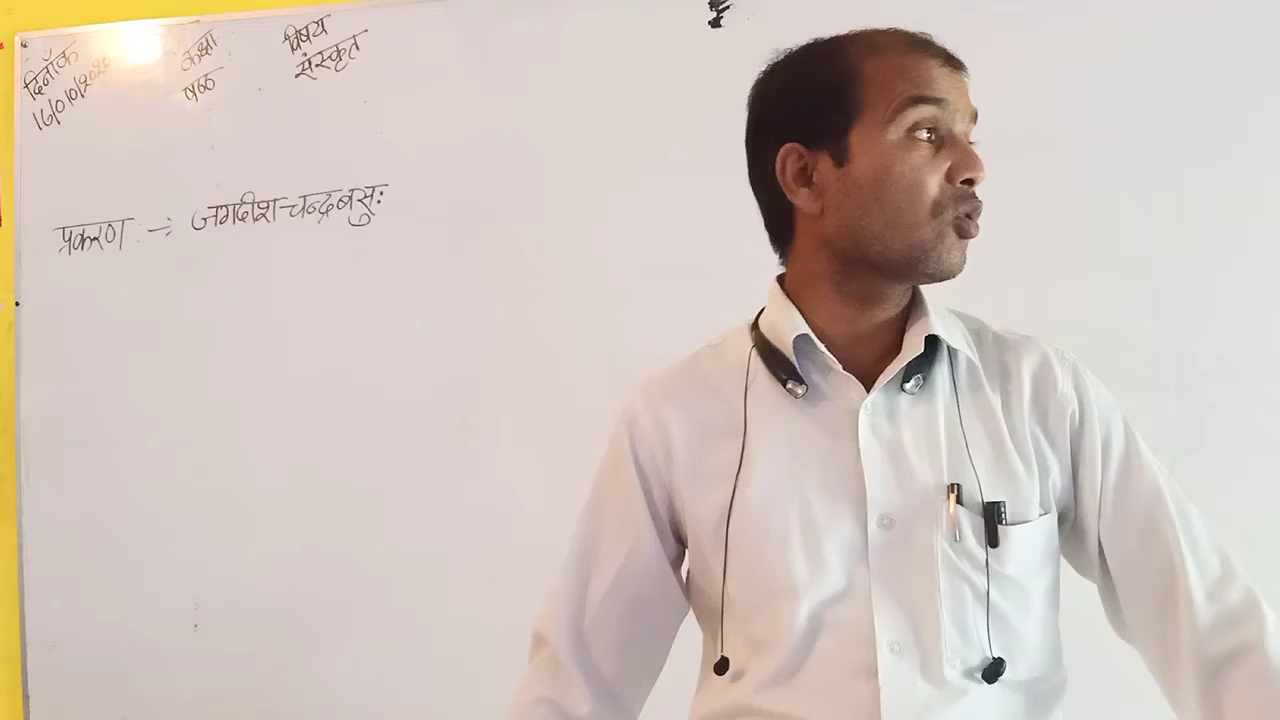 दिनाँक कक्षा विषय
16/10/2020 षष्ठ संस्कृत
प्रकरण :-: जगदीश-चन्द्रबसुः